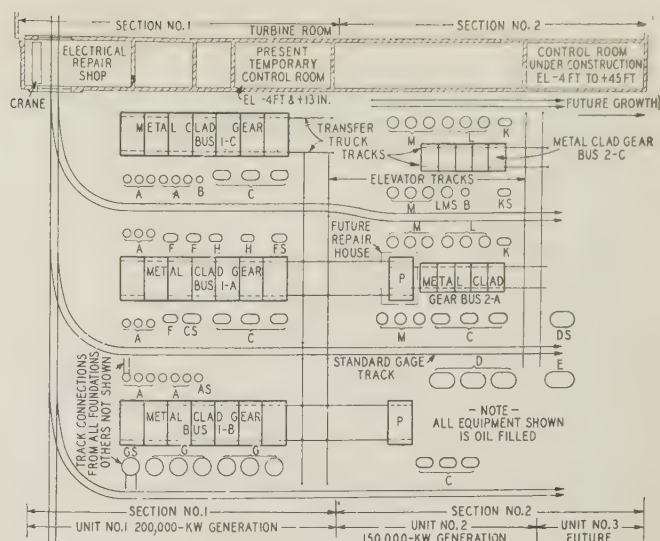 SECTION NO.1
SECTION NO.2
TURBINE ROOM
ELECTRICAL
REPAIR
SHOP
PRESENT
TEMPORARY
CONTROL ROOM
CONTROL ROOM
UNDER CONSTRUCTION
EL -4 FT TO +45 FT
CRANE
EL -4 FT & +13 IN.
FUTURE GROWTH
METAL CLAD GEAR
BUS 1-C
TRANSFER
TRUCK
TRACKS
M L K
METAL CLAD
GEAR
BUS 2-C
ELEVATOR TRACKS
A A B C
M LMS B KS
FUTURE
REPAIR
HOUSE
M L K
A F F H H FS
METAL CLAD GEAR
BUS 1-A
P
METAL CLAD
GEAR BUS 2-A
A F CS C
M C DS
STANDARD GAGE
TRACK
D E
TRACK CONNECTIONS
FROM ALL FOUNDATIONS
OTHERS NOT SHOWN
A A AS
METAL CLAD GEAR
BUS 1-B
P
- NOTE -
ALL EQUIPMENT SHOWN
IS OIL FILLED
GS G G
C
SECTION NO.1
SECTION NO.2
UNIT NO.1 200,000-KW GENERATION
UNIT NO.2
150,000-KW GENERATION
UNIT NO.3
FUTURE